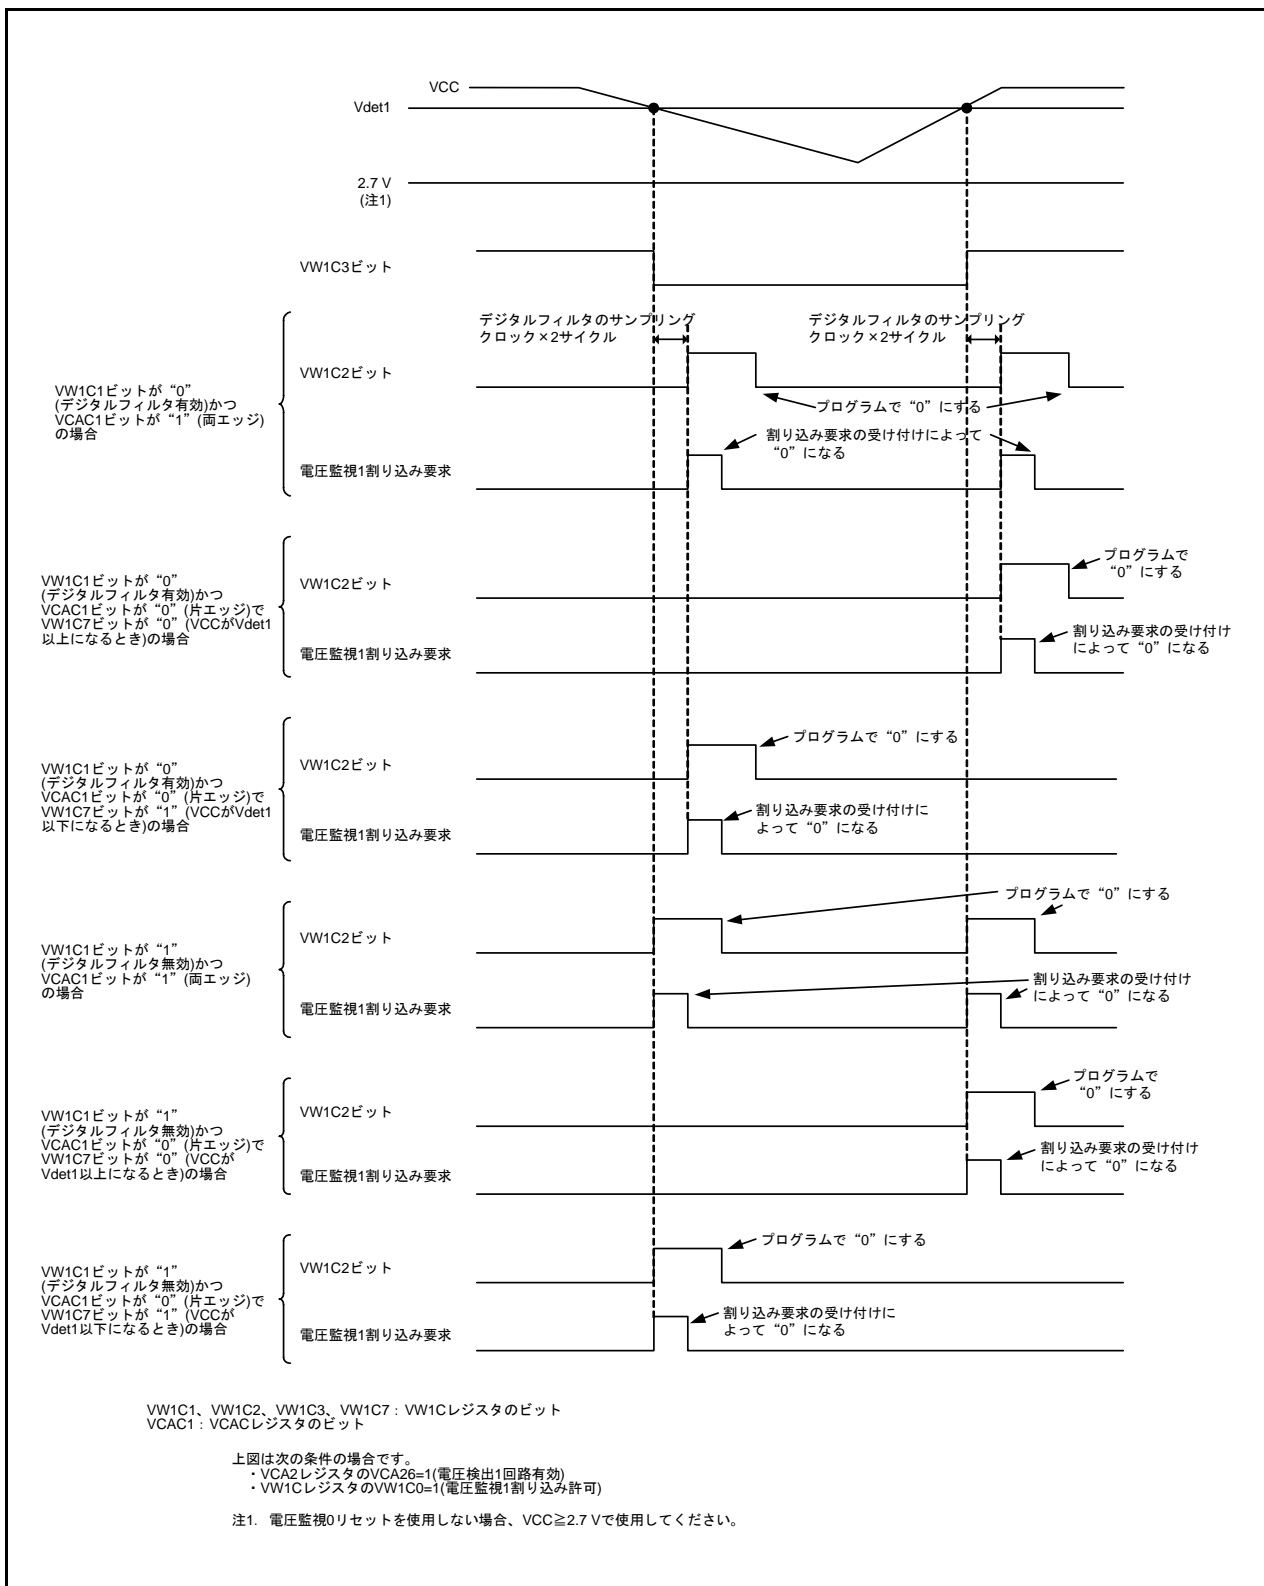 VCC
Vdet1
2.7 V
(注1)
VW1C3ビット
デジタルフィルタのサンプリング
クロック×2サイクル
デジタルフィルタのサンプリング
クロック×2サイクル
VW1C1ビットが“0”
(デジタルフィルタ有効)かつ
VCAC1ビットが“1”(両エッジ)
の場合
VW1C2ビット
プログラムで“0”にする
割り込み要求の受け付けによって
“0”になる
電圧監視1割り込み要求
VW1C1ビットが“0”
(デジタルフィルタ有効)かつ
VCAC1ビットが“0”(片エッジ)で
VW1C7ビットが“0”(VCCがVdet1
以上になるとき)の場合
VW1C2ビット
プログラムで
“0”にする
電圧監視1割り込み要求
割り込み要求の受け付け
によって“0”になる
VW1C1ビットが“0”
(デジタルフィルタ有効)かつ
VCAC1ビットが“0”(片エッジ)で
VW1C7ビットが“1”(VCCがVdet1
以下になるとき)の場合
VW1C2ビット
プログラムで“0”にする
電圧監視1割り込み要求
割り込み要求の受け付けに
よって“0”になる
VW1C1ビットが“1”
(デジタルフィルタ無効)かつ
VCAC1ビットが“1”(両エッジ)
の場合
VW1C2ビット
プログラムで“0”にする
電圧監視1割り込み要求
割り込み要求の受け付け
によって“0”になる
VW1C1ビットが“1”
(デジタルフィルタ無効)かつ
VCAC1ビットが“0”(片エッジ)で
VW1C7ビットが“0”(VCCが
Vdet1以上になるとき)の場合
VW1C2ビット
プログラムで
“0”にする
電圧監視1割り込み要求
割り込み要求の受け付け
によって“0”になる
VW1C1ビットが“1”
(デジタルフィルタ無効)かつ
VCAC1ビットが“0”(片エッジ)で
VW1C7ビットが“1”(VCCが
Vdet1以下になるとき)の場合
VW1C2ビット
プログラムで“0”にする
電圧監視1割り込み要求
割り込み要求の受け付けに
よって“0”になる
VW1C1、VW1C2、VW1C3、VW1C7:VW1Cレジスタのビット
VCAC1:VCACレジスタのビット
上図は次の条件の場合です。
・VCA2レジスタのVCA26=1(電圧検出1回路有効)
・VW1CレジスタのVW1C0=1(電圧監視1割り込み許可)
注1. 電圧監視0リセットを使用しない場合、VCC≧2.7 Vで使用してください。